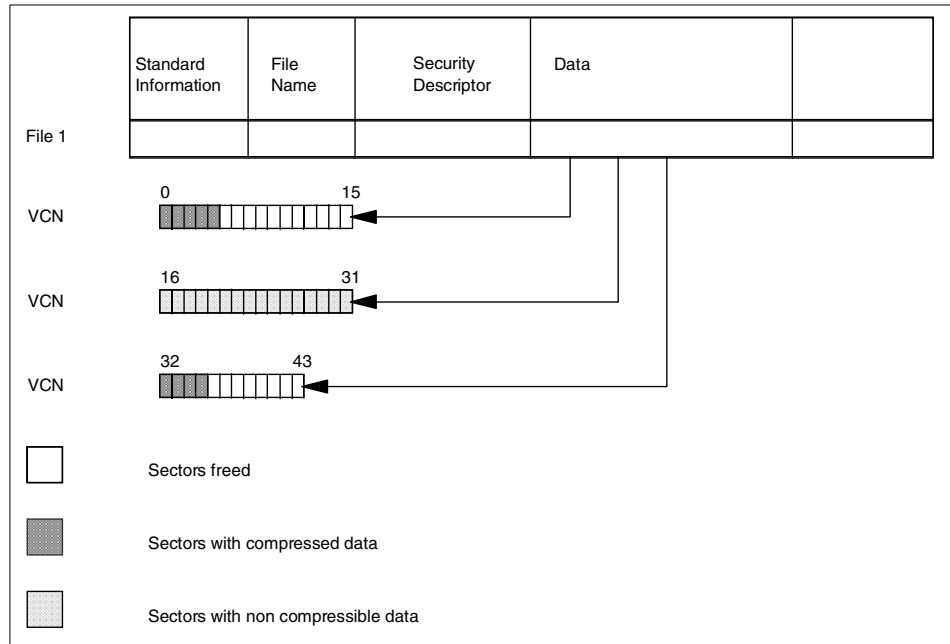 Standard
Information
File
Name
Security
Descriptor
Data
File 1
0 15
VCN
16 31
VCN
32 43
VCN
Sectors freed
Sectors with compressed data
Sectors with non compressible data